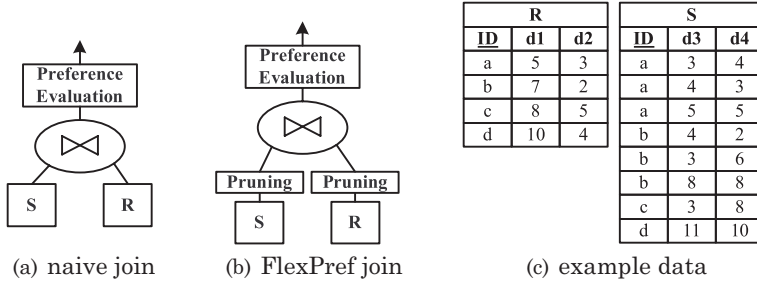 Preference
Evaluation
⋈
S
R
(a) naive join
Preference
Evaluation
⋈
Pruning
Pruning
S
R
(b) FlexPref join
R
ID d1 d2
a 5 3
b 7 2
c 8 5
d 10 4
S
ID d3 d4
a 3 4
a 4 3
a 5 5
b 4 2
b 3 6
b 8 8
c 3 8
d 11 10
(c) example data